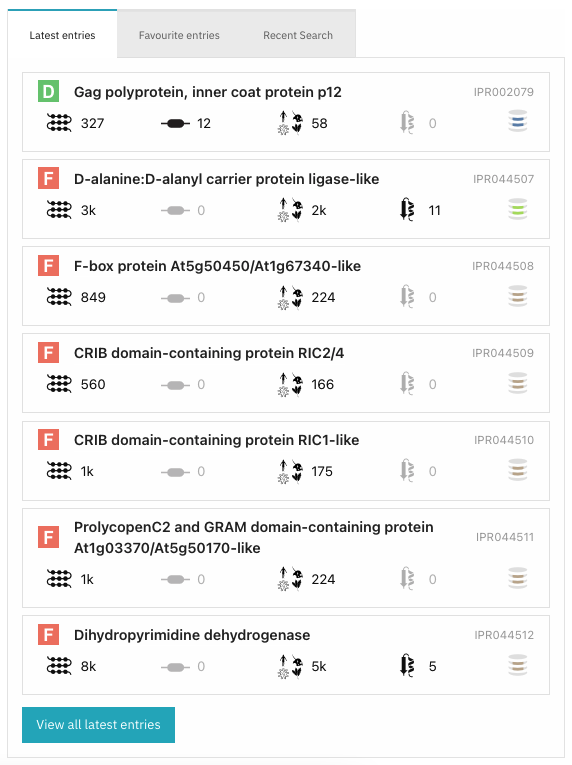 Latest entries Favourite entries Recent Search
D Gag polyprotein, inner coat protein p12 IPR002079
327 12 58 0
F D-alanine:D-alanyl carrier protein ligase-like IPR044507
3k 0 2k 11
F F-box protein At5g50450/At1g67340-like IPR044508
849 0 224 0
F CRIB domain-containing protein RIC2/4 IPR044509
560 0 166 0
F CRIB domain-containing protein RIC1-like IPR044510
1k 0 175 0
F ProlycopenC2 and GRAM domain-containing protein IPR044511
At1g03370/At5g50170-like
1k 0 224 0
F Dihydropyrimidine dehydrogenase IPR044512
8k 0 5k 5
View all latest entries